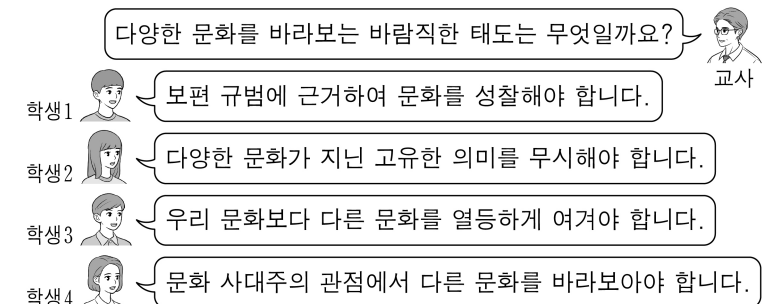 다양한 문화를 바라보는 바람직한 태도는 무엇일까요?
교사
학생1 보편 규범에 근거하여 문화를 성찰해야 합니다.
학생2 다양한 문화가 지닌 고유한 의미를 무시해야 합니다.
학생3 우리 문화보다 다른 문화를 열등하게 여겨야 합니다.
학생4 문화 사대주의 관점에서 다른 문화를 바라보아야 합니다.